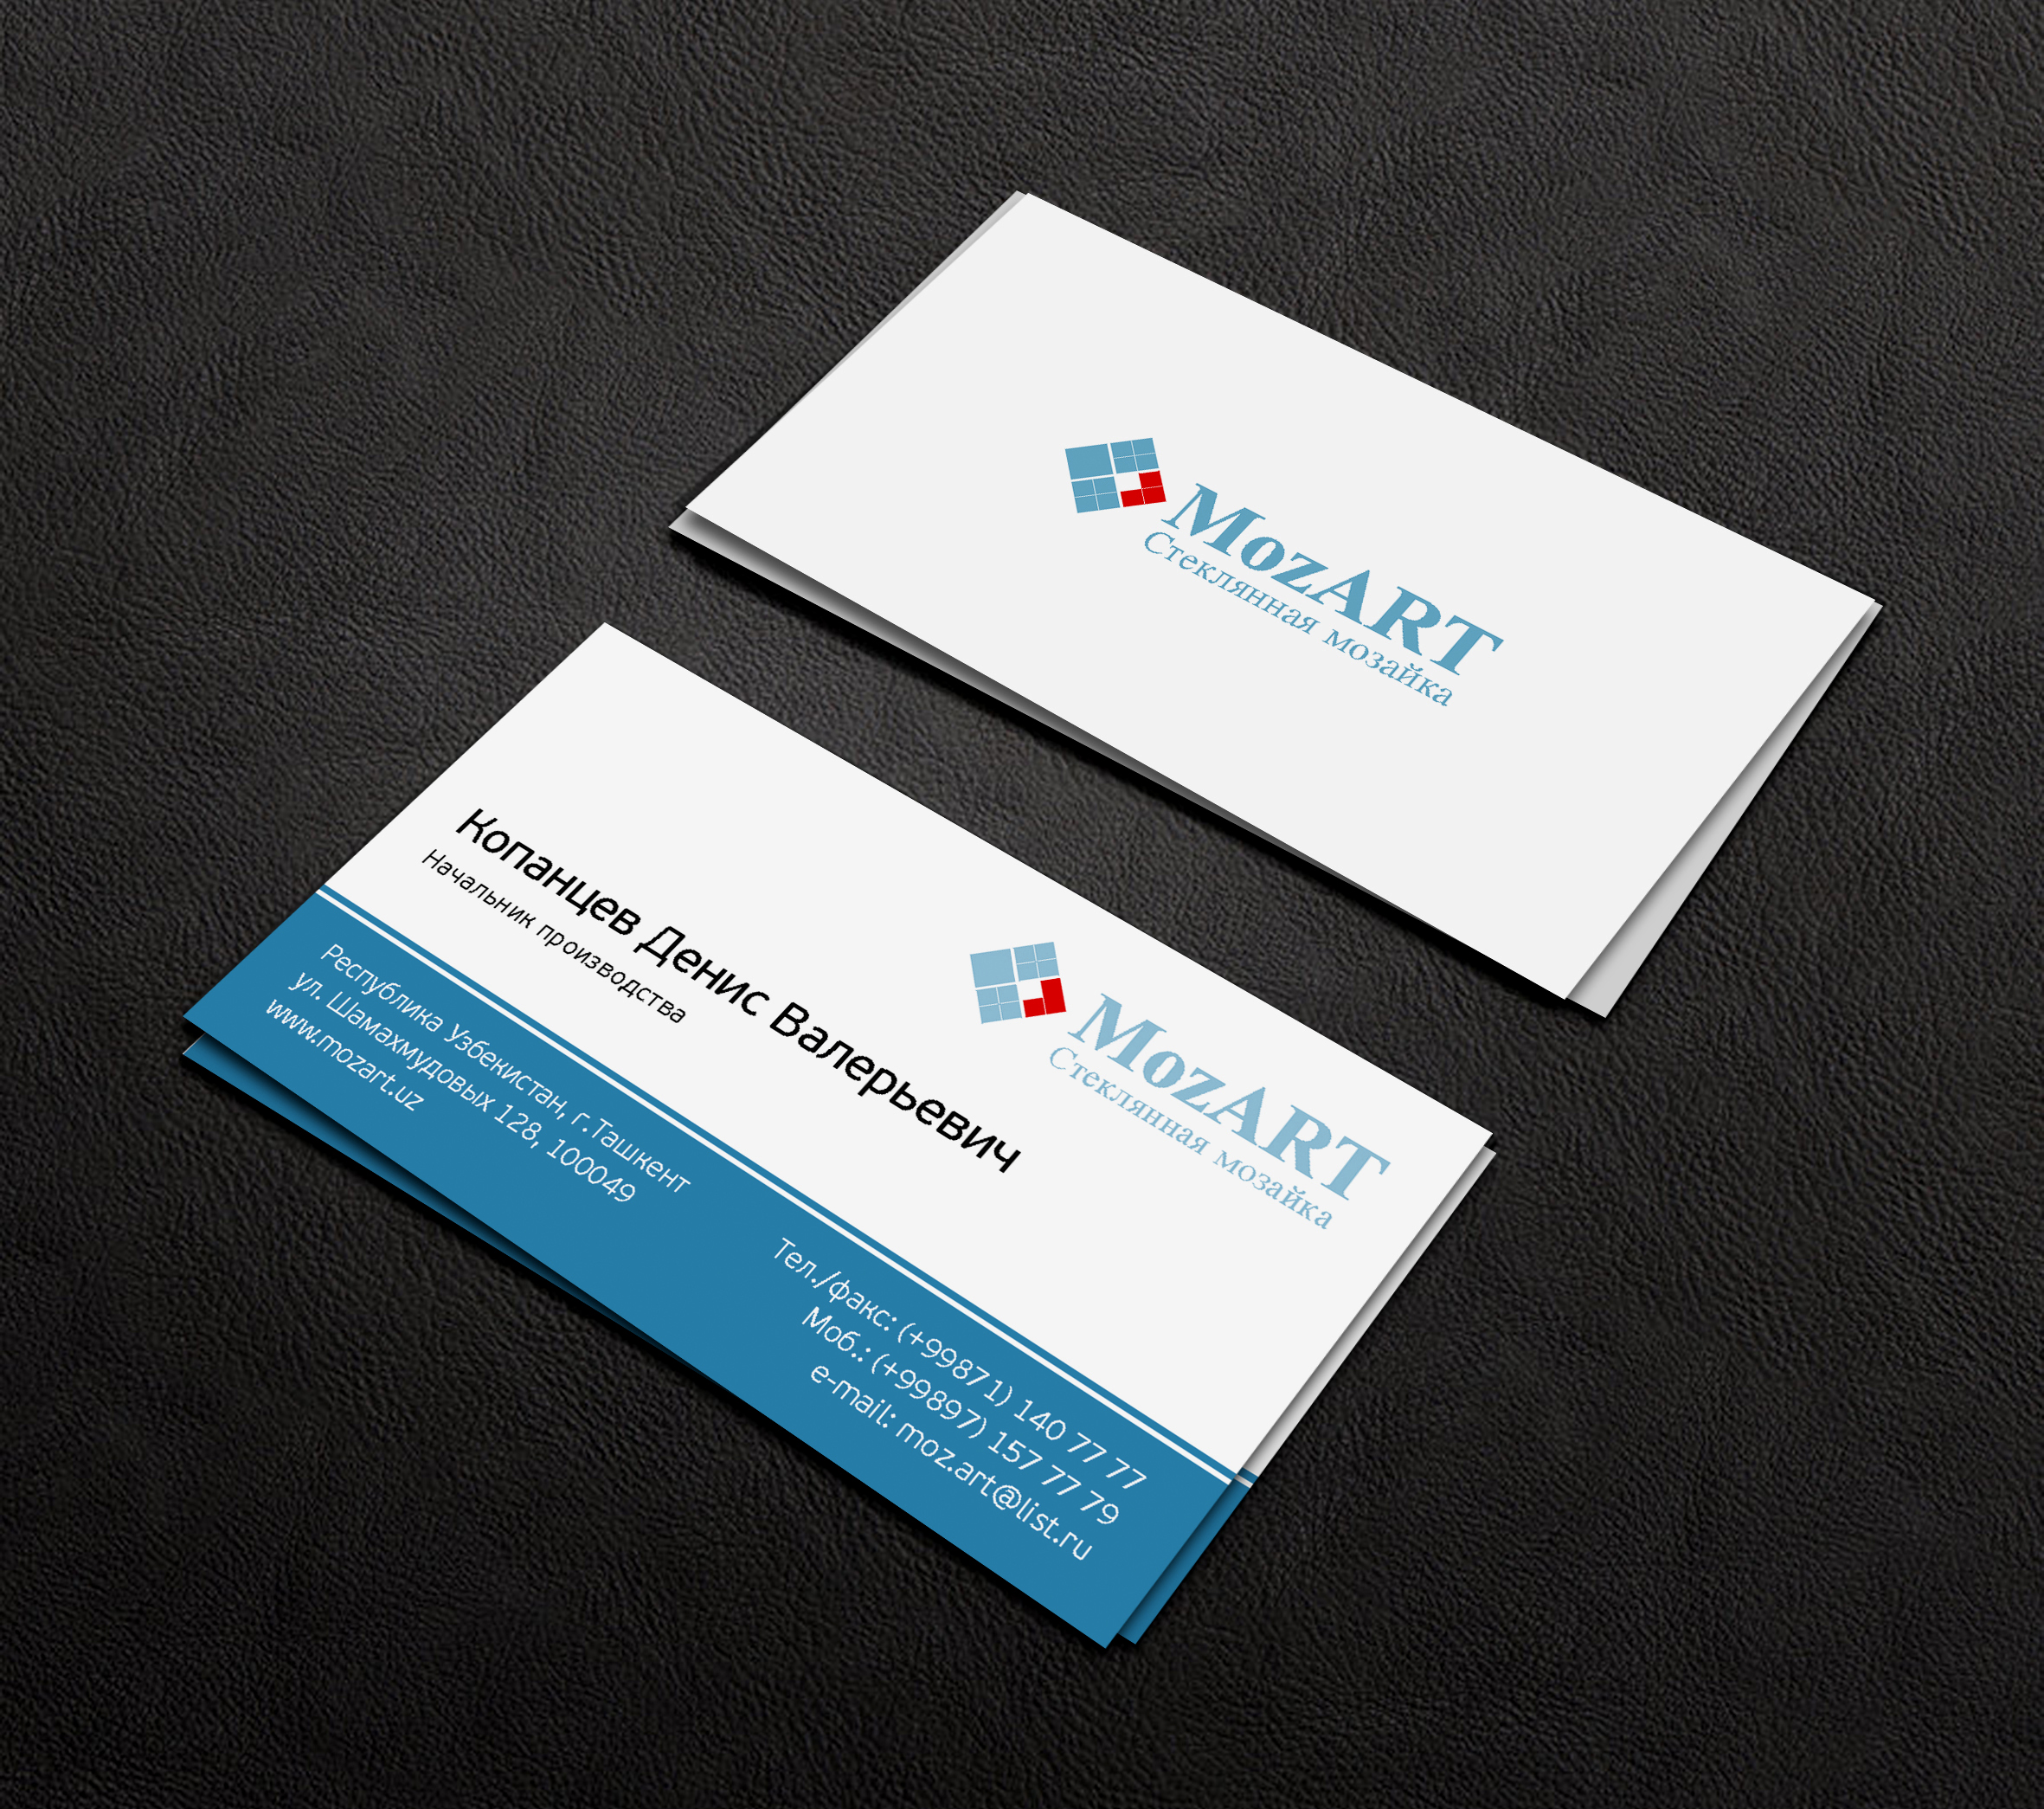 MozART
Стеклянная мозайка
MozART
Стеклянная мозайка
Копанцев Денис Валерьевич
Начальник производства
Республика Узбекистан, г.Ташкент
ул. Шамахмудовых 128, 100049
www.mozart.uz
Тел./факс: (+99871) 140 77 77
Моб.: (+99897) 157 77 79
e-mail: moz.art@list.ru